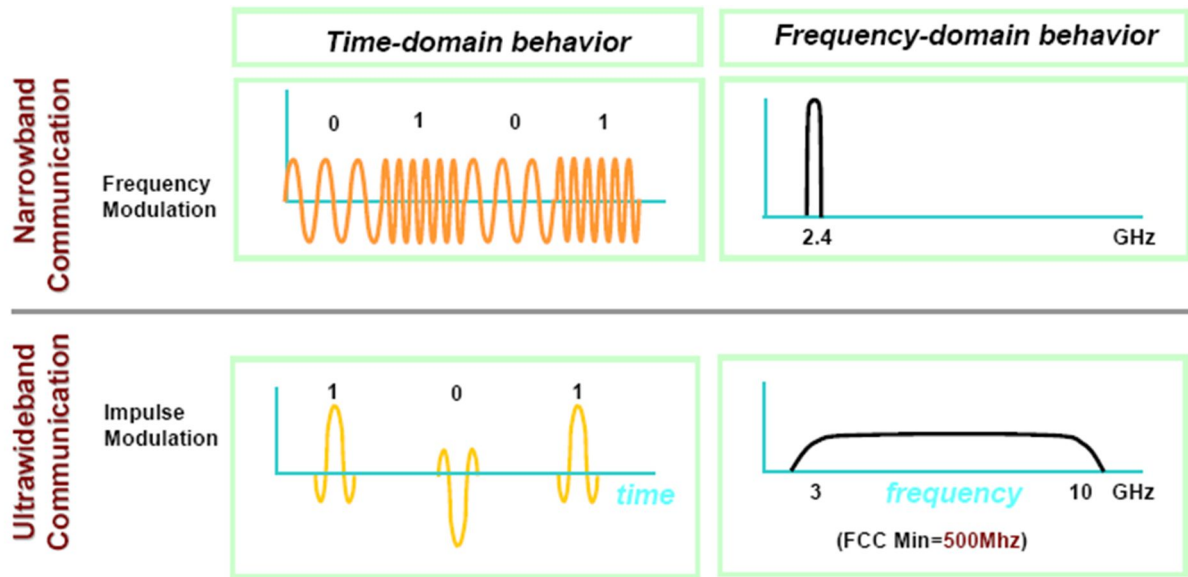 Time-domain behavior
Frequency-domain behavior
Narrowband
Communication
Frequency
Modulation
0 1 0 1
2.4 GHz
Ultrawideband
Communication
Impulse
Modulation
1 0 1
time
3 frequency 10 GHz
(FCC Min=500Mhz)